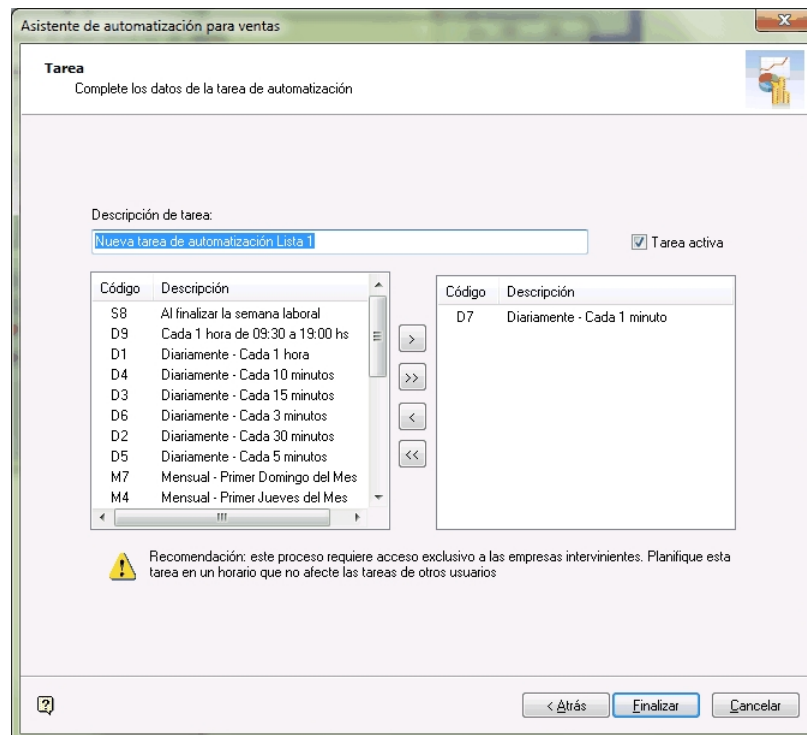 Asistente de automatización para ventas
Tarea
Complete los datos de la tarea de automatización
Descripción de tarea:
Nueva tarea de automatización Lista 1
Tarea activa
Código Descripción
S8 Al finalizar la semana laboral
D9 Cada 1 hora de 09:30 a 19:00 hs
D1 Diariamente - Cada 1 hora
D4 Diariamente - Cada 10 minutos
D3 Diariamente - Cada 15 minutos
D6 Diariamente - Cada 3 minutos
D2 Diariamente - Cada 30 minutos
D5 Diariamente - Cada 5 minutos
M7 Mensual - Primer Domingo del Mes
M4 Mensual - Primer Jueves del Mes
>
>>
<
<<
Código Descripción
D7 Diariamente - Cada 1 minuto
Recomendación: este proceso requiere acceso exclusivo a las empresas intervinientes. Planifique esta
tarea en un horario que no afecte las tareas de otros usuarios
< Atrás
Finalizar
Cancelar